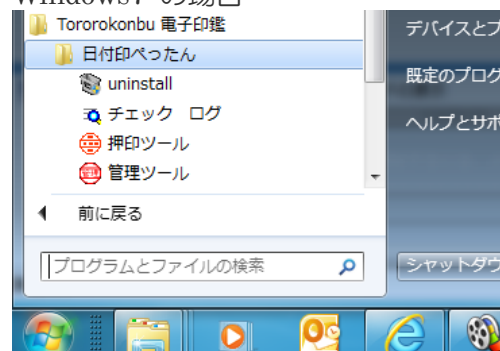 Windows7 の場合
Tororokonbu 電子印鑑
日付印ぺったん
uninstall
チェック ログ
押印ツール
管理ツール
前に戻る
プログラムとファイルの検索
デバイスとプ
既定のプログ
ヘルプとサポ
シャットダウ